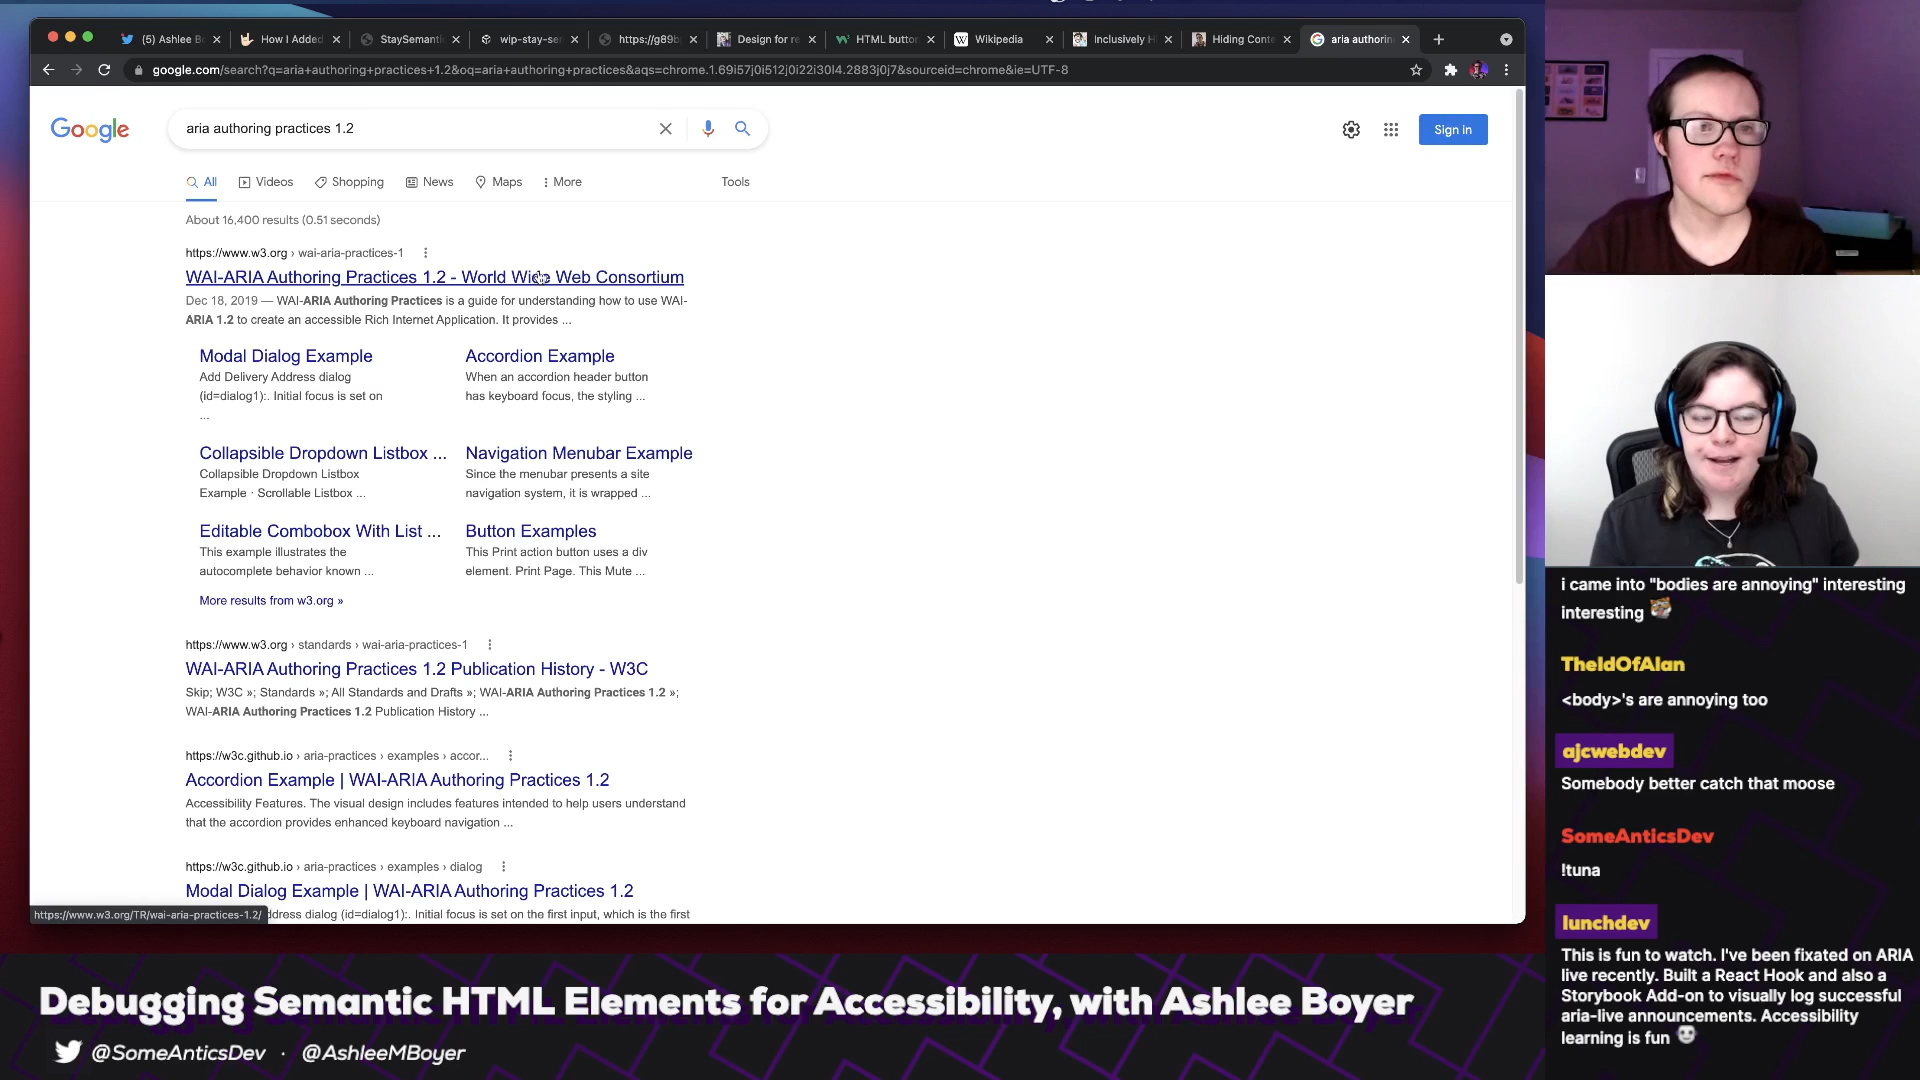 (5) Ashlee B
How I Added
StaySemanti
wip-stay-se
https://g89b
Design for re
HTML button
Wikipedia
Inclusively H
Hiding Conte
aria authorin
google.com/search?q=aria+authoring+practices+1.2&oq=aria+authoring+practices&aqs=chrome.1.69i57j0i512j0i22i30l4.2883j0j7&sourceid=chrome&ie=UTF-8
Google
aria authoring practices 1.2
Sign in
All Videos Shopping News Maps More Tools
About 16,400 results (0.51 seconds)
https://www.w3.org › wai-aria-practices-1
WAI-ARIA Authoring Practices 1.2 - World Wide Web Consortium
Dec 18, 2019 — WAI-ARIA Authoring Practices is a guide for understanding how to use WAI-
ARIA 1.2 to create an accessible Rich Internet Application. It provides ...
Modal Dialog Example
Add Delivery Address dialog
(id=dialog1):. Initial focus is set on
...
Accordion Example
When an accordion header button
has keyboard focus, the styling ...
Collapsible Dropdown Listbox ...
Collapsible Dropdown Listbox
Example · Scrollable Listbox ...
Navigation Menubar Example
Since the menubar presents a site
navigation system, it is wrapped ...
Editable Combobox With List ...
This example illustrates the
autocomplete behavior known ...
Button Examples
This Print action button uses a div
element. Print Page. This Mute ...
More results from w3.org »
https://www.w3.org › standards › wai-aria-practices-1
WAI-ARIA Authoring Practices 1.2 Publication History - W3C
Skip; W3C »; Standards »; All Standards and Drafts »; WAI-ARIA Authoring Practices 1.2 »;
WAI-ARIA Authoring Practices 1.2 Publication History ...
https://w3c.github.io › aria-practices › examples › accor...
Accordion Example | WAI-ARIA Authoring Practices 1.2
Accessibility Features. The visual design includes features intended to help users understand
that the accordion provides enhanced keyboard navigation ...
https://w3c.github.io › aria-practices › examples › dialog
Modal Dialog Example | WAI-ARIA Authoring Practices 1.2
ddress dialog (id=dialog1):. Initial focus is set on the first input, which is the first
https://www.w3.org/TR/wai-aria-practices-1.2/
i came into "bodies are annoying" interesting
interesting
TheIdOfAlan
<body>'s are annoying too
ajcwebdev
Somebody better catch that moose
SomeAnticsDev
!tuna
lunchdev
This is fun to watch. I've been fixated on ARIA
live recently. Built a React Hook and also a
Storybook Add-on to visually log successful
aria-live announcements. Accessibility
learning is fun
Debugging Semantic HTML Elements for Accessibility, with Ashlee Boyer
@SomeAnticsDev · @AshleeMBoyer